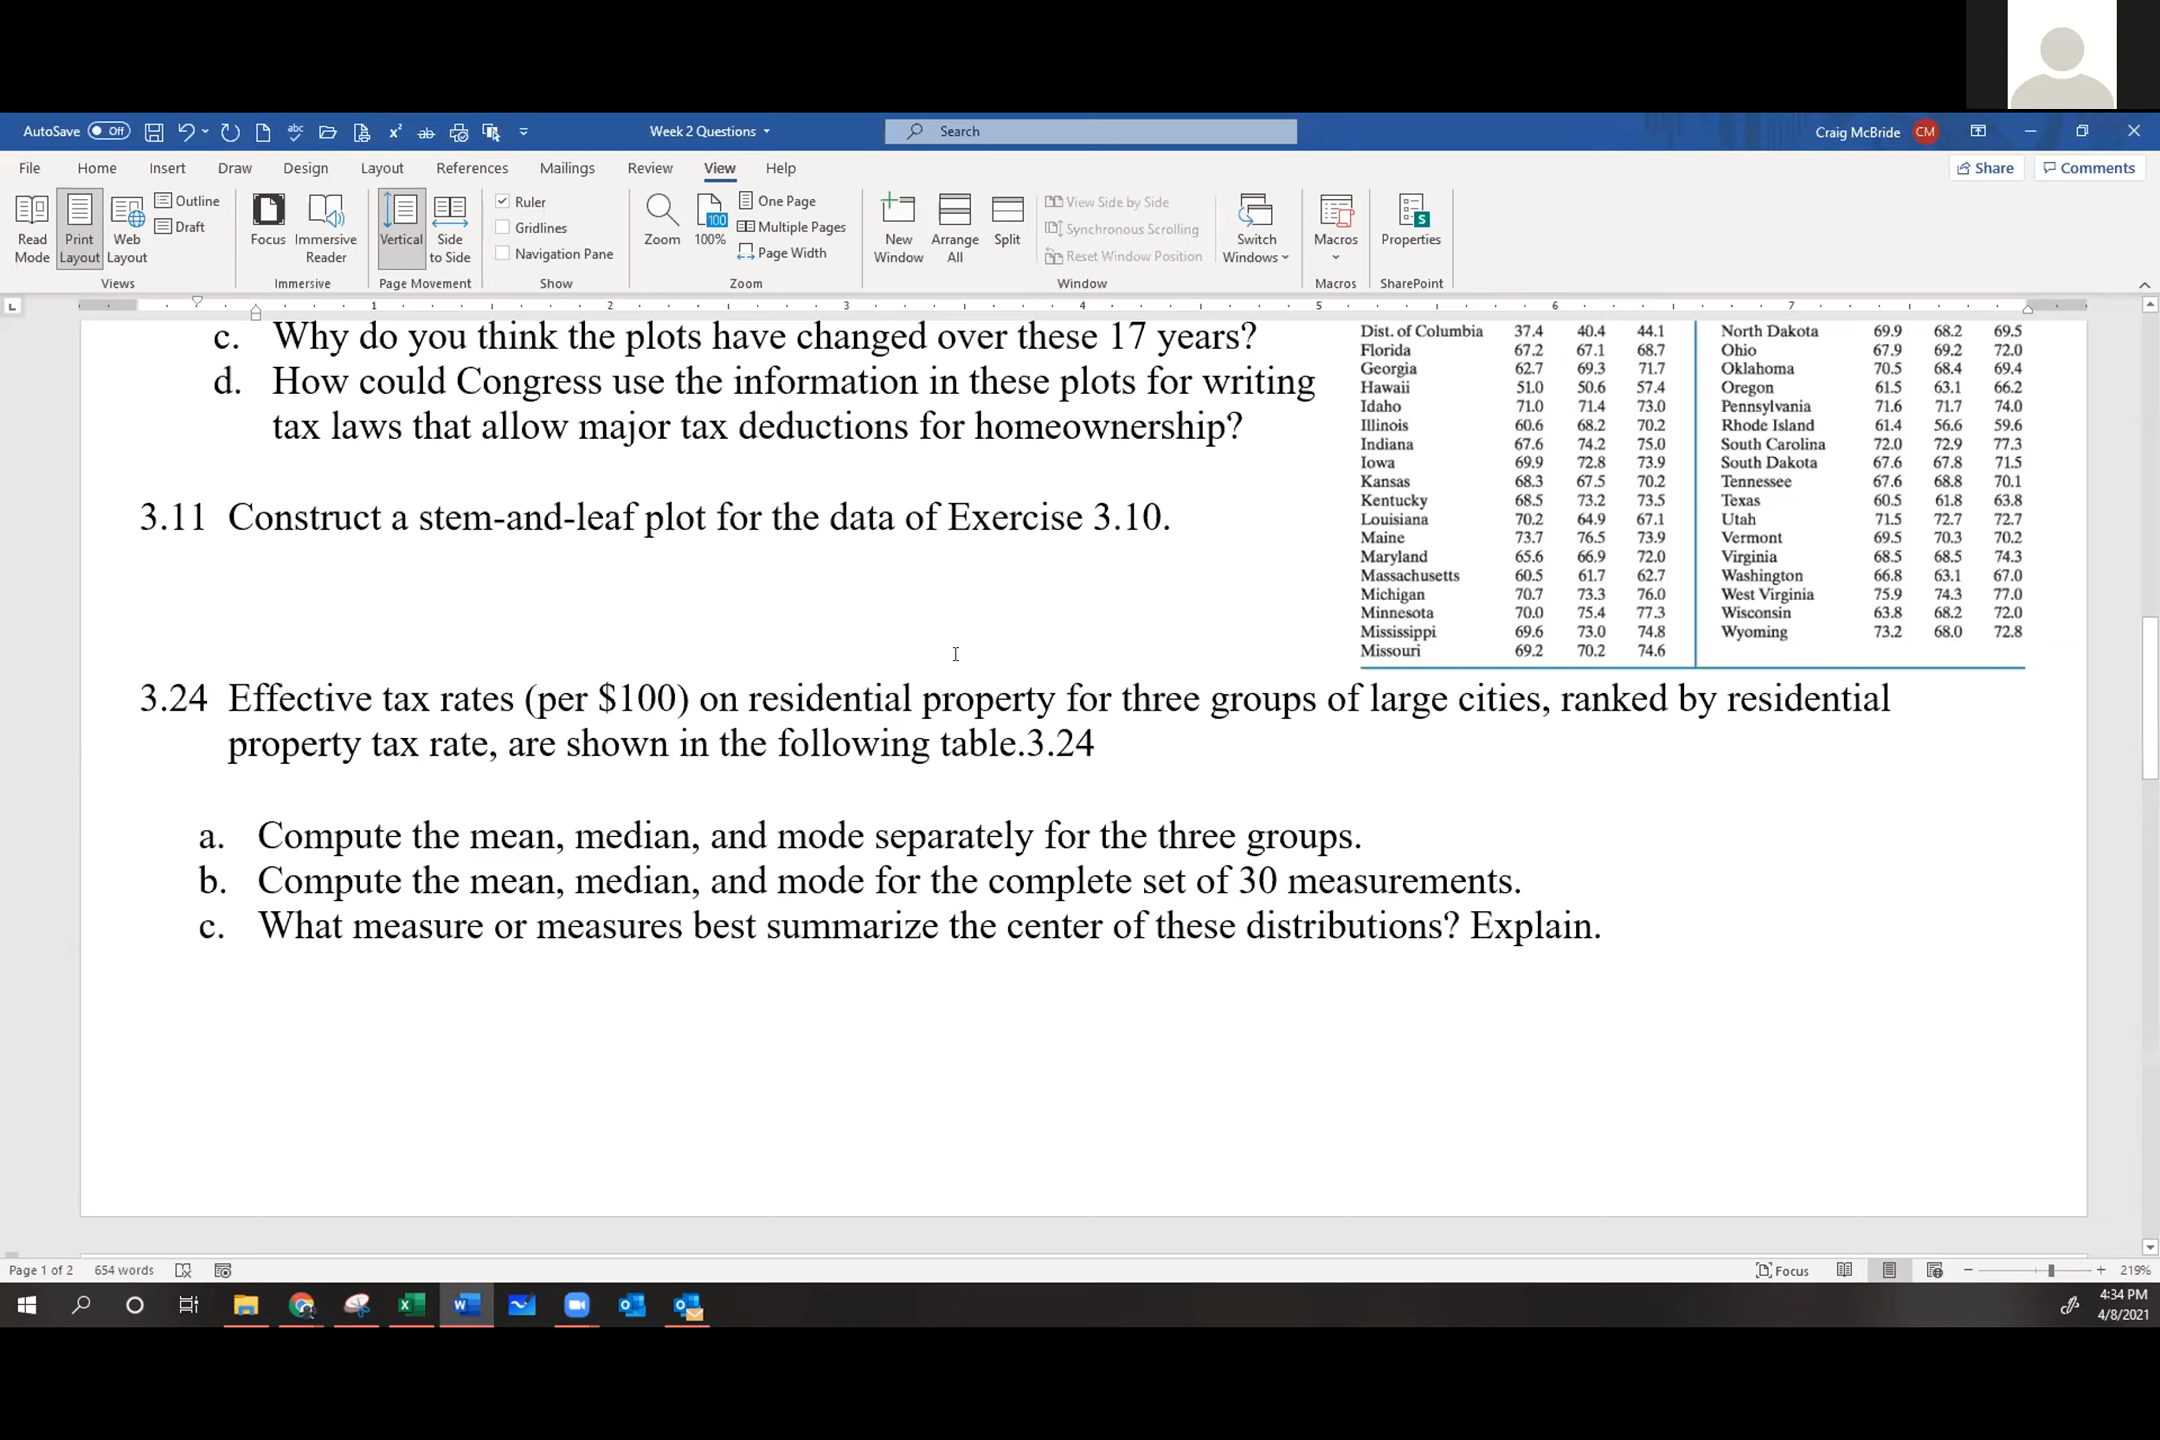 AutoSave Off
Week 2 Questions
Search
Craig McBride CM
File Home Insert Draw Design Layout References Mailings Review View Help
Share Comments
Read Mode
Print Layout
Web Layout
Outline
Draft
Views
Focus
Immersive Reader
Immersive
Vertical
Side to Side
Page Movement
Ruler
Gridlines
Navigation Pane
Show
Zoom
100
100%
One Page
Multiple Pages
Page Width
Zoom
New Window
Arrange All
Split
View Side by Side
Synchronous Scrolling
Reset Window Position
Switch Windows
Window
Macros
Macros
Properties
SharePoint
1 2 3 4 5 6 7
c. Why do you think the plots have changed over these 17 years?
d. How could Congress use the information in these plots for writing
tax laws that allow major tax deductions for homeownership?
3.11 Construct a stem-and-leaf plot for the data of Exercise 3.10.
Dist. of Columbia 37.4 40.4 44.1 North Dakota 69.9 68.2 69.5
Florida 67.2 67.1 68.7 Ohio 67.9 69.2 72.0
Georgia 62.7 69.3 71.7 Oklahoma 70.5 68.4 69.4
Hawaii 51.0 50.6 57.4 Oregon 61.5 63.1 66.2
Idaho 71.0 71.4 73.0 Pennsylvania 71.6 71.7 74.0
Illinois 60.6 68.2 70.2 Rhode Island 61.4 56.6 59.6
Indiana 67.6 74.2 75.0 South Carolina 72.0 72.9 77.3
Iowa 69.9 72.8 73.9 South Dakota 67.6 67.8 71.5
Kansas 68.3 67.5 70.2 Tennessee 67.6 68.8 70.1
Kentucky 68.5 73.2 73.5 Texas 60.5 61.8 63.8
Louisiana 70.2 64.9 67.1 Utah 71.5 72.7 72.7
Maine 73.7 76.5 73.9 Vermont 69.5 70.3 70.2
Maryland 65.6 66.9 72.0 Virginia 68.5 68.5 74.3
Massachusetts 60.5 61.7 62.7 Washington 66.8 63.1 67.0
Michigan 70.7 73.3 76.0 West Virginia 75.9 74.3 77.0
Minnesota 70.0 75.4 77.3 Wisconsin 63.8 68.2 72.0
Mississippi 69.6 73.0 74.8 Wyoming 73.2 68.0 72.8
Missouri 69.2 70.2 74.6
3.24 Effective tax rates (per $100) on residential property for three groups of large cities, ranked by residential
property tax rate, are shown in the following table.3.24
a. Compute the mean, median, and mode separately for the three groups.
b. Compute the mean, median, and mode for the complete set of 30 measurements.
c. What measure or measures best summarize the center of these distributions? Explain.
Page 1 of 2 654 words
Focus
219%
4:34 PM
4/8/2021